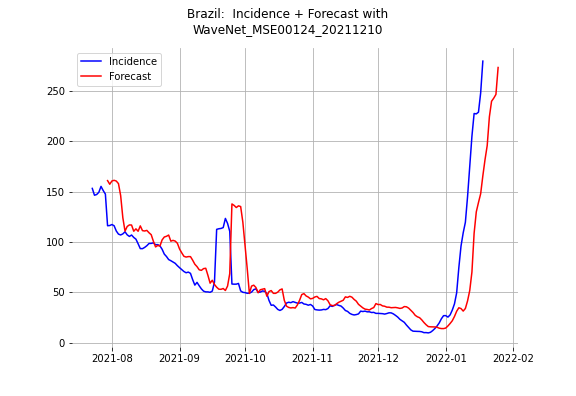 Brazil:  Incidence + Forecast with
WaveNet_MSE00124_20211210
Incidence
Forecast
250
200
150
100
50
0
2021-08 2021-09 2021-10 2021-11 2021-12 2022-01 2022-02